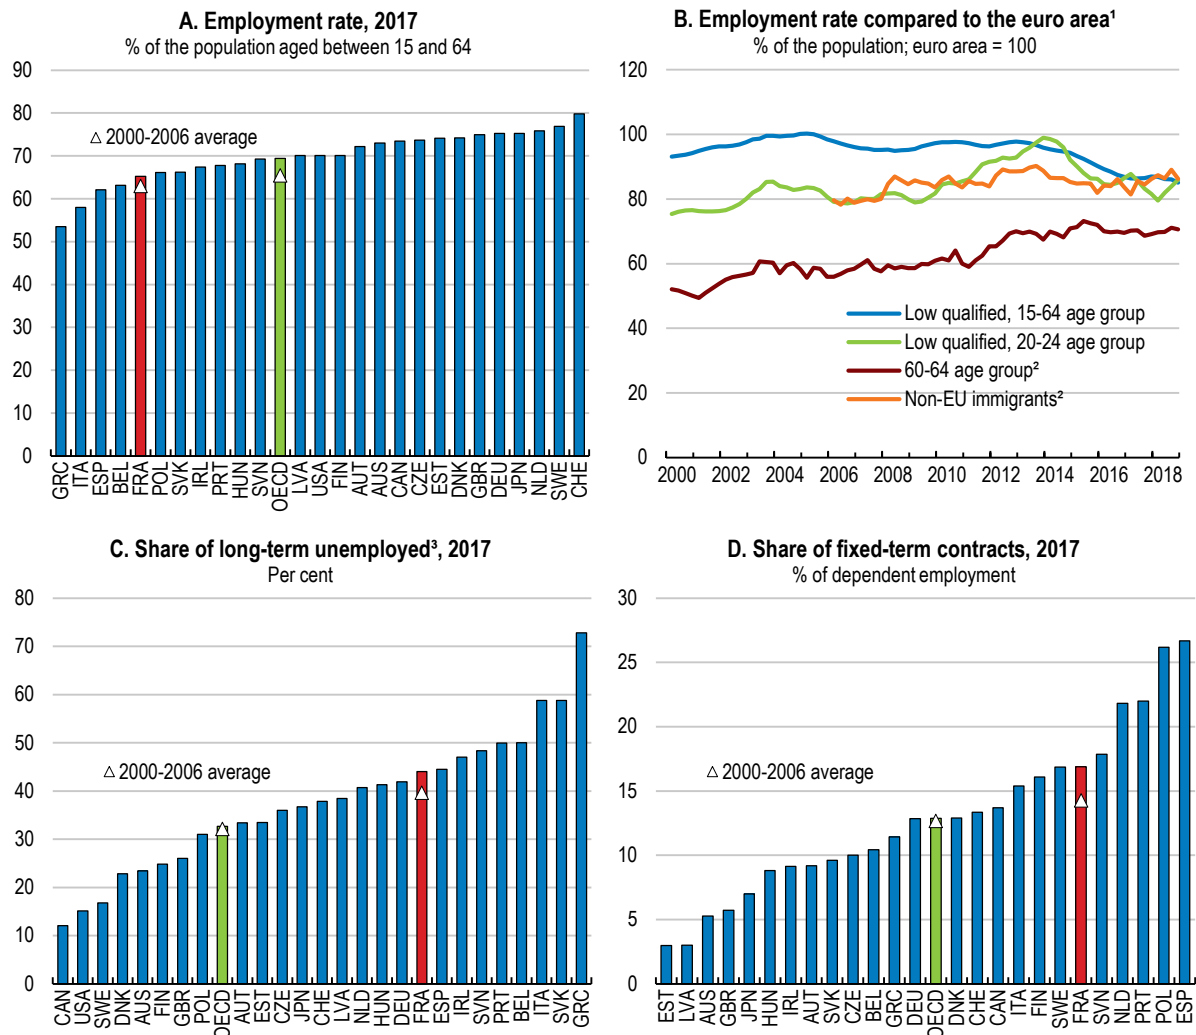 A. Employment rate, 2017
% of the population aged between 15 and 64
90
80
70
60
50
40
30
20
10
0
△ 2000-2006 average
GRC ITA ESP BEL FRA POL SVK IRL PRT HUN SVN OECD LVA USA FIN AUT AUS CAN CZE EST DNK GBR DEU JPN NLD SWE CHE
B. Employment rate compared to the euro area¹
% of the population; euro area = 100
120
100
80
60
40
20
0
Low qualified, 15-64 age group
Low qualified, 20-24 age group
60-64 age group²
Non-EU immigrants²
2000 2002 2004 2006 2008 2010 2012 2014 2016 2018
C. Share of long-term unemployed³, 2017
Per cent
80
70
60
50
40
30
20
10
0
△ 2000-2006 average
CAN USA SWE DNK AUS FIN GBR POL OECD AUT EST CZE JPN CHE LVA NLD HUN DEU FRA ESP IRL SVN PRT BEL ITA SVK GRC
D. Share of fixed-term contracts, 2017
% of dependent employment
30
25
20
15
10
5
0
△ 2000-2006 average
EST LVA AUS GBR JPN HUN IRL AUT SVK CZE BEL GRC DEU OECD DNK CHE CAN ITA FIN SWE FRA SVN NLD PRT POL ESP